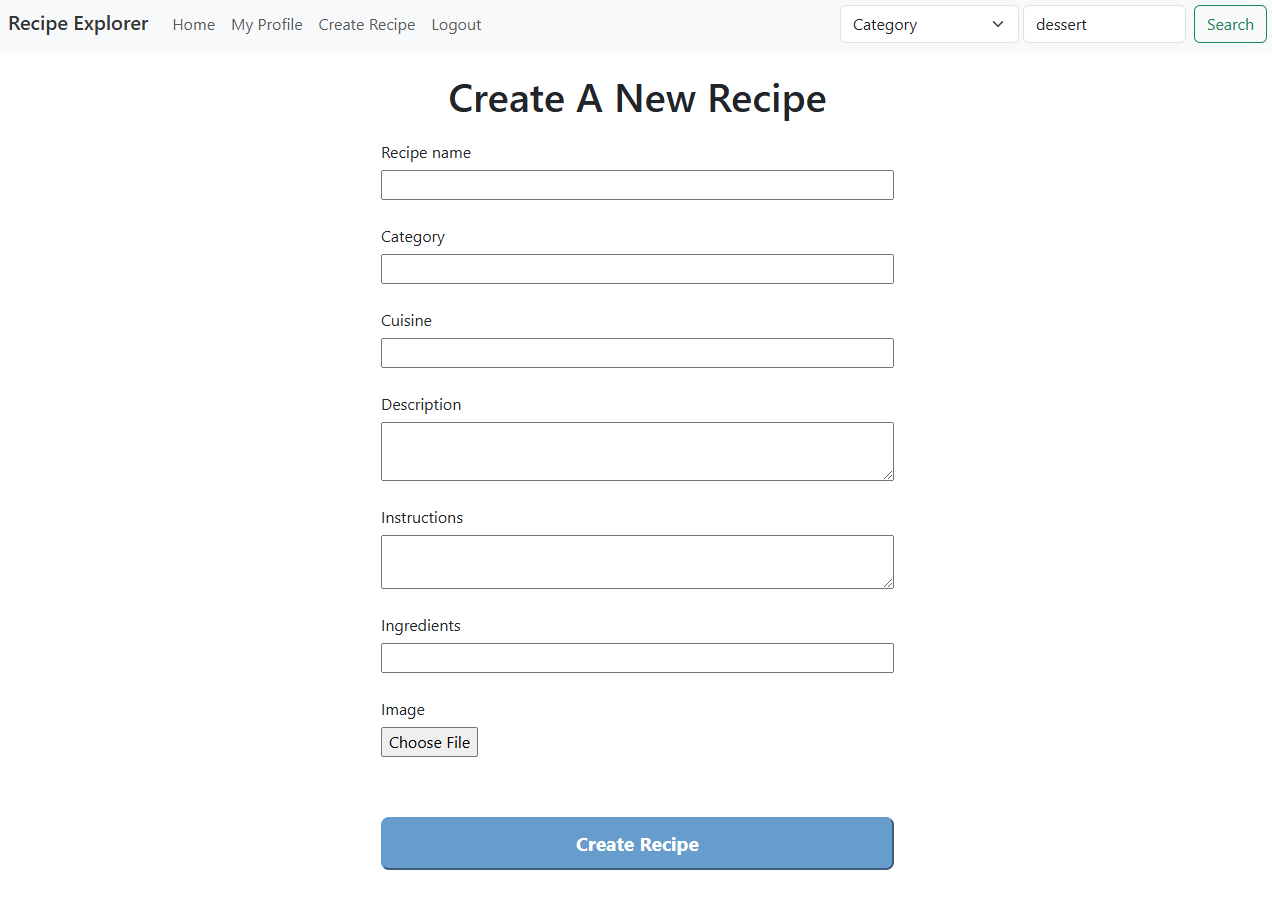 Recipe Explorer Home My Profile Create Recipe Logout Category dessert Search
Create A New Recipe
Recipe name
Category
Cuisine
Description
Instructions
Ingredients
Image
Choose File
Create Recipe